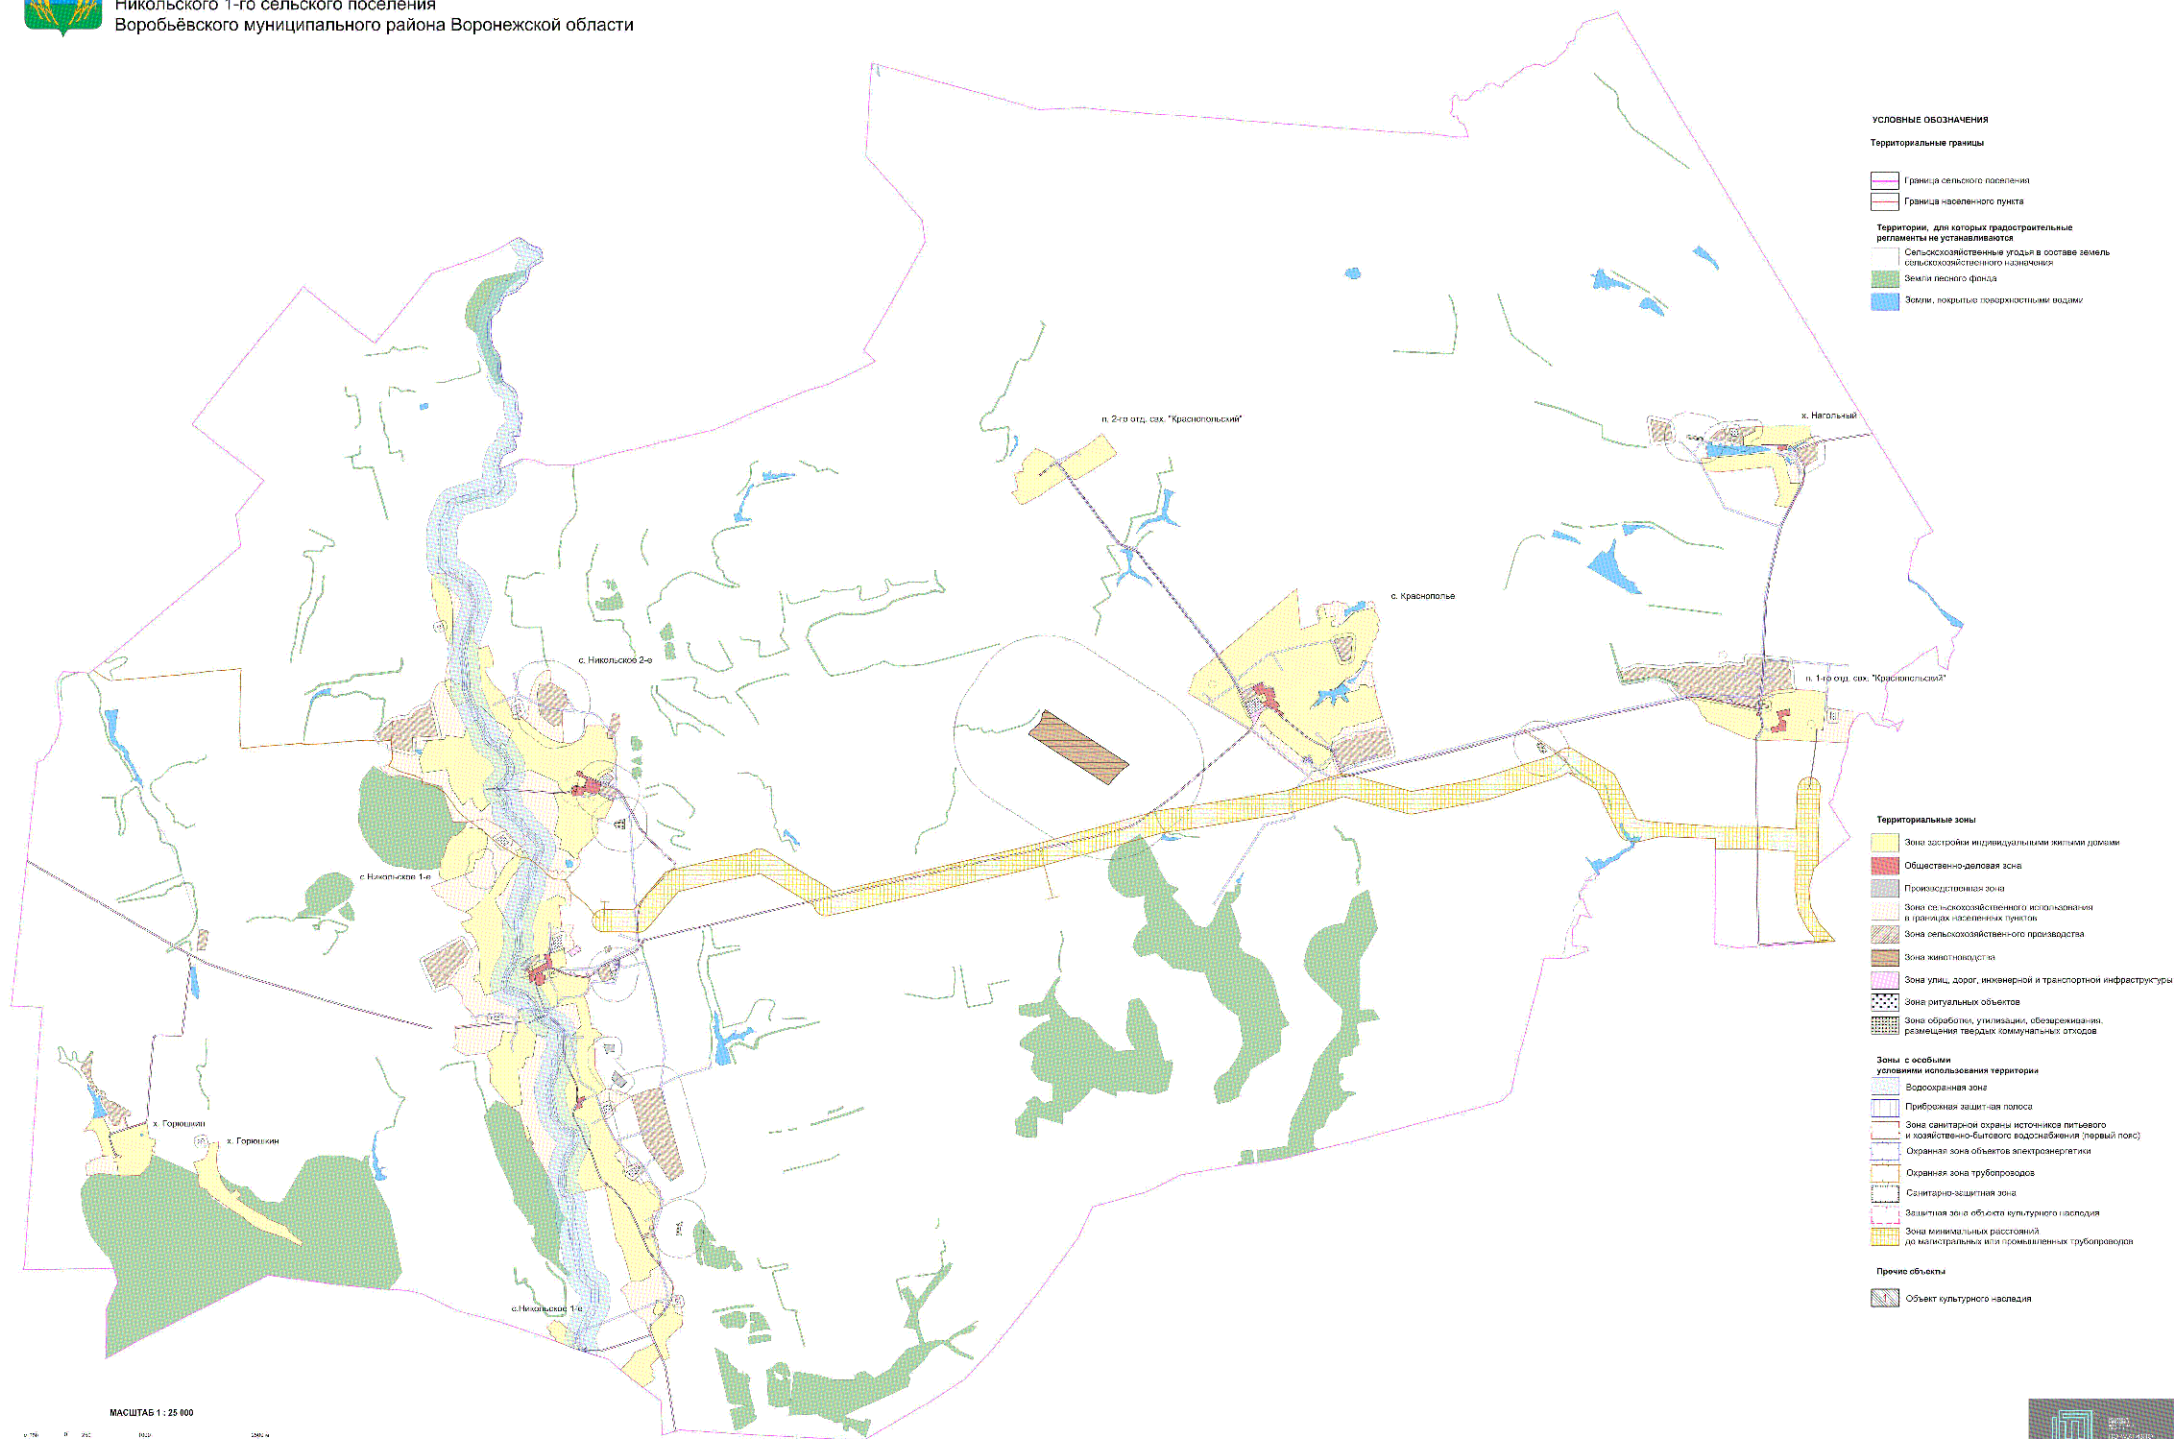 Никольского 1-го сельского поселения
Воробьёвского муниципального района Воронежской области
УСЛОВНЫЕ ОБОЗНАЧЕНИЯ
Территориальные границы
Граница сельского поселения
Граница населенного пункта
Территории, для которых градостроительные
регламенты не устанавливаются
Сельскохозяйственные угодья в составе земель
сельскохозяйственного назначения
Земли лесного фонда
Земли, покрытые поверхностными водами
п. 2-го отд. свх. "Краснопольский"
х. Нагольный
с. Краснополье
с. Никольское 2-е
п. 1-го отд. свх. "Краснопольский"
с.Никольское 1-е
х. Горюшкин
х. Горюшкин
с.Никольское 1-е
Территориальные зоны
Зона застройки индивидуальными жилыми домами
Общественно-деловая зона
Производственная зона
Зона сельскохозяйственного использования
в границах населенных пунктов
Зона сельскохозяйственного производства
Зона животноводства
Зона улиц, дорог, инженерной и транспортной инфраструктуры
Зона ритуальных объектов
Зона обработки, утилизации, обезвреживания,
размещения твердых коммунальных отходов
Зоны с особыми
условиями использования территории
Водоохранная зона
Прибрежная защитная полоса
Зона санитарной охраны источников питьевого
и хозяйственно-бытового водоснабжения (первый пояс)
Охранная зона объектов электроэнергетики
Охранная зона трубопроводов
Санитарно-защитная зона
Защитная зона объекта культурного наследия
Зона минимальных расстояний
до магистральных или промышленных трубопроводов
Прочие объекты
Объект культурного наследия
МАСШТАБ 1 : 25 000